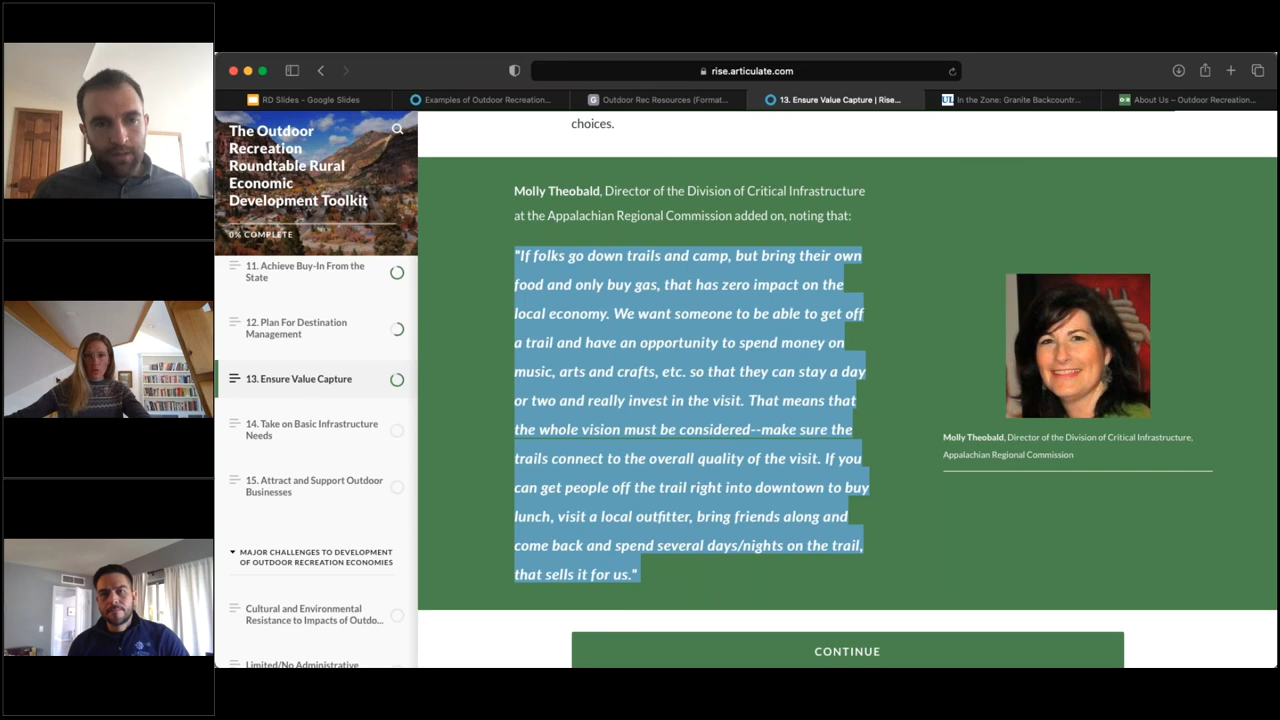 rise.articulate.com
RD Slides - Google Slides
Examples of Outdoor Recreation...
Outdoor Rec Resources (Format...
13. Ensure Value Capture | Rise...
In the Zone: Granite Backcountr...
About Us – Outdoor Recreation...
The Outdoor
Recreation
Roundtable Rural
Economic
Development Toolkit
0% COMPLETE
11. Achieve Buy-In From the
State
12. Plan For Destination
Management
13. Ensure Value Capture
14. Take on Basic Infrastructure
Needs
15. Attract and Support Outdoor
Businesses
MAJOR CHALLENGES TO DEVELOPMENT
OF OUTDOOR RECREATION ECONOMIES
Cultural and Environmental
Resistance to Impacts of Outdo...
Limited/No Administrative
choices.
Molly Theobald, Director of the Division of Critical Infrastructure
at the Appalachian Regional Commission added on, noting that:
"If folks go down trails and camp, but bring their own
food and only buy gas, that has zero impact on the
local economy. We want someone to be able to get off
a trail and have an opportunity to spend money on
music, arts and crafts, etc. so that they can stay a day
or two and really invest in the visit. That means that
the whole vision must be considered--make sure the
trails connect to the overall quality of the visit. If you
can get people off the trail right into downtown to buy
lunch, visit a local outfitter, bring friends along and
come back and spend several days/nights on the trail,
that sells it for us."
Molly Theobald, Director of the Division of Critical Infrastructure,
Appalachian Regional Commission
CONTINUE